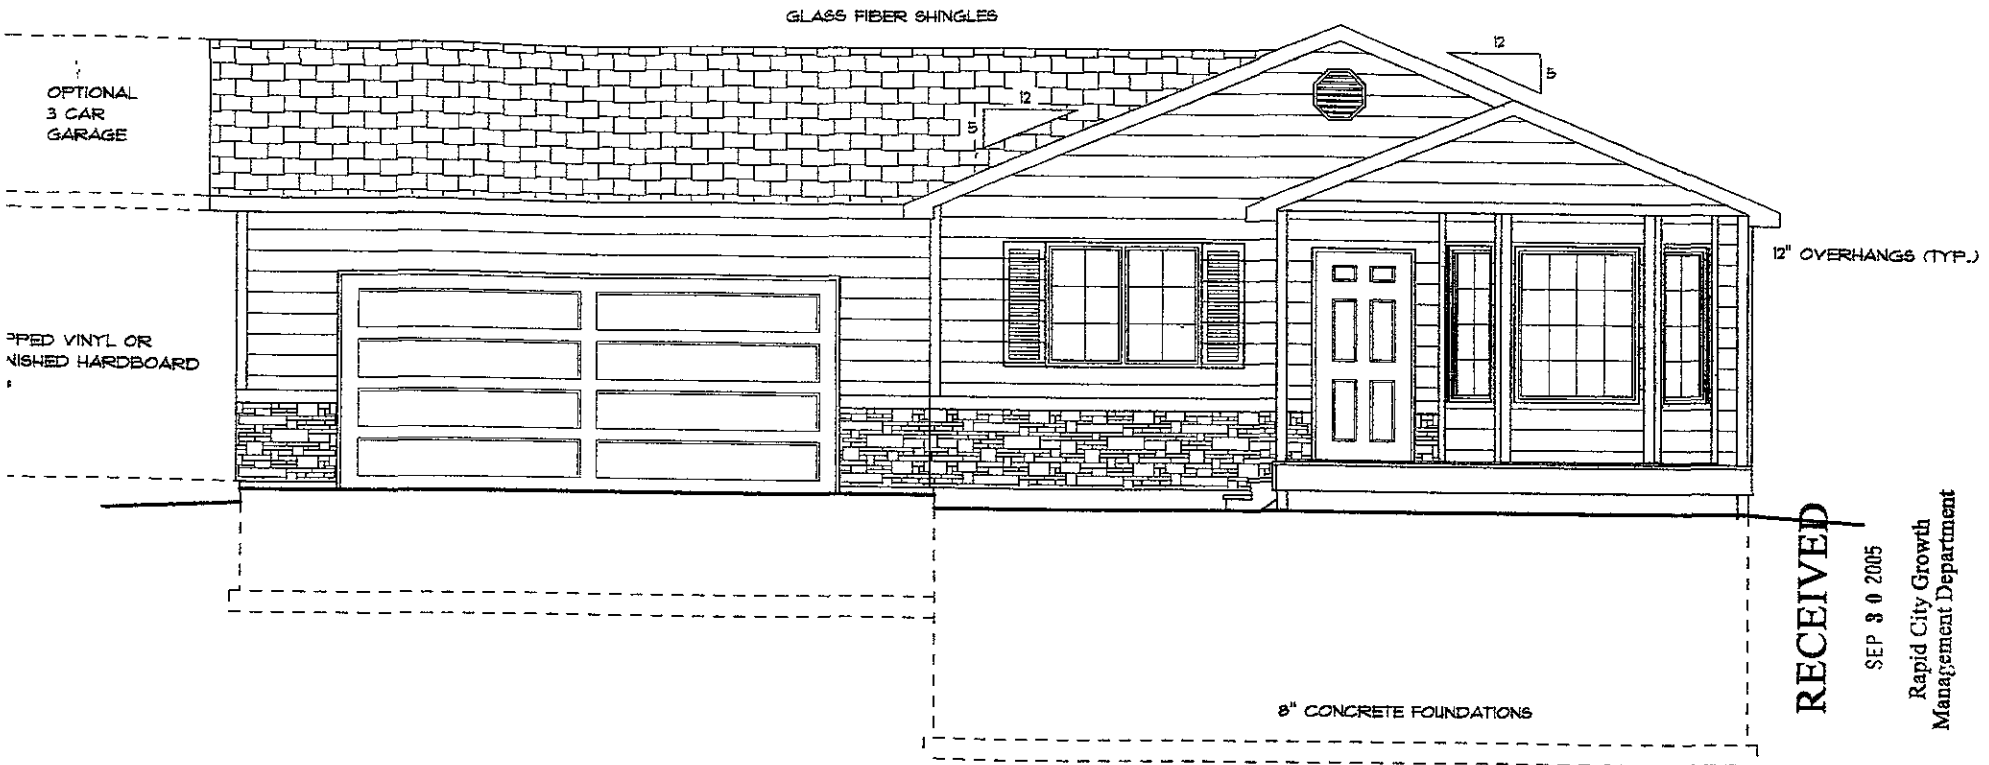 GLASS FIBER SHINGLES
12
5
12
5
OPTIONAL
3 CAR
GARAGE
12" OVERHANGS (TYP.)
VINYL OR
HARDBOARD
8" CONCRETE FOUNDATIONS
RECEIVED
SEP 30 2005
Rapid City Growth
Management Department